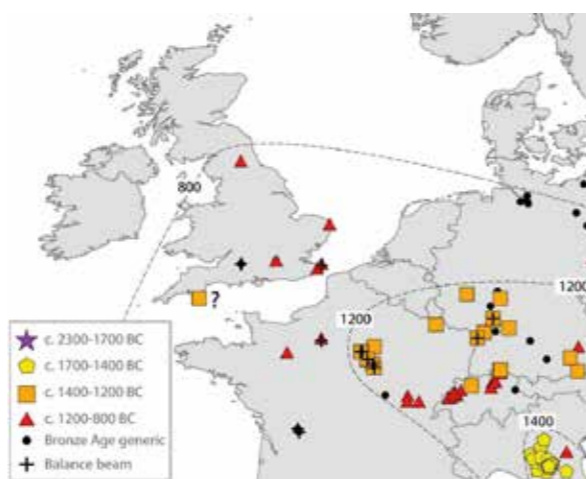 800
1200
?
1200
c. 2300-1700 BC
c. 1700-1400 BC
c. 1400-1200 BC
c. 1200-800 BC
Bronze Age generic
Balance beam
1400